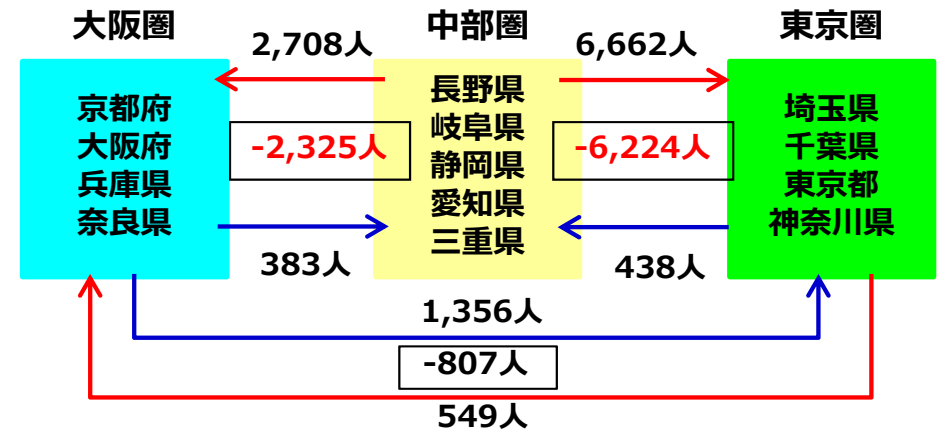 大阪圏
中部圏
東京圏
2,708人
6,662人
京都府
大阪府
兵庫県
奈良県
長野県
岐阜県
静岡県
愛知県
三重県
埼玉県
千葉県
東京都
神奈川県
-2,325人
-6,224人
383人
438人
1,356人
-807人
549人